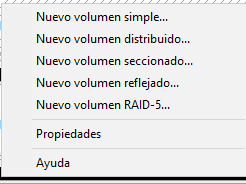 Nuevo volumen simple...
Nuevo volumen distribuido...
Nuevo volumen seccionado...
Nuevo volumen reflejado...
Nuevo volumen RAID-5...
Propiedades
Ayuda